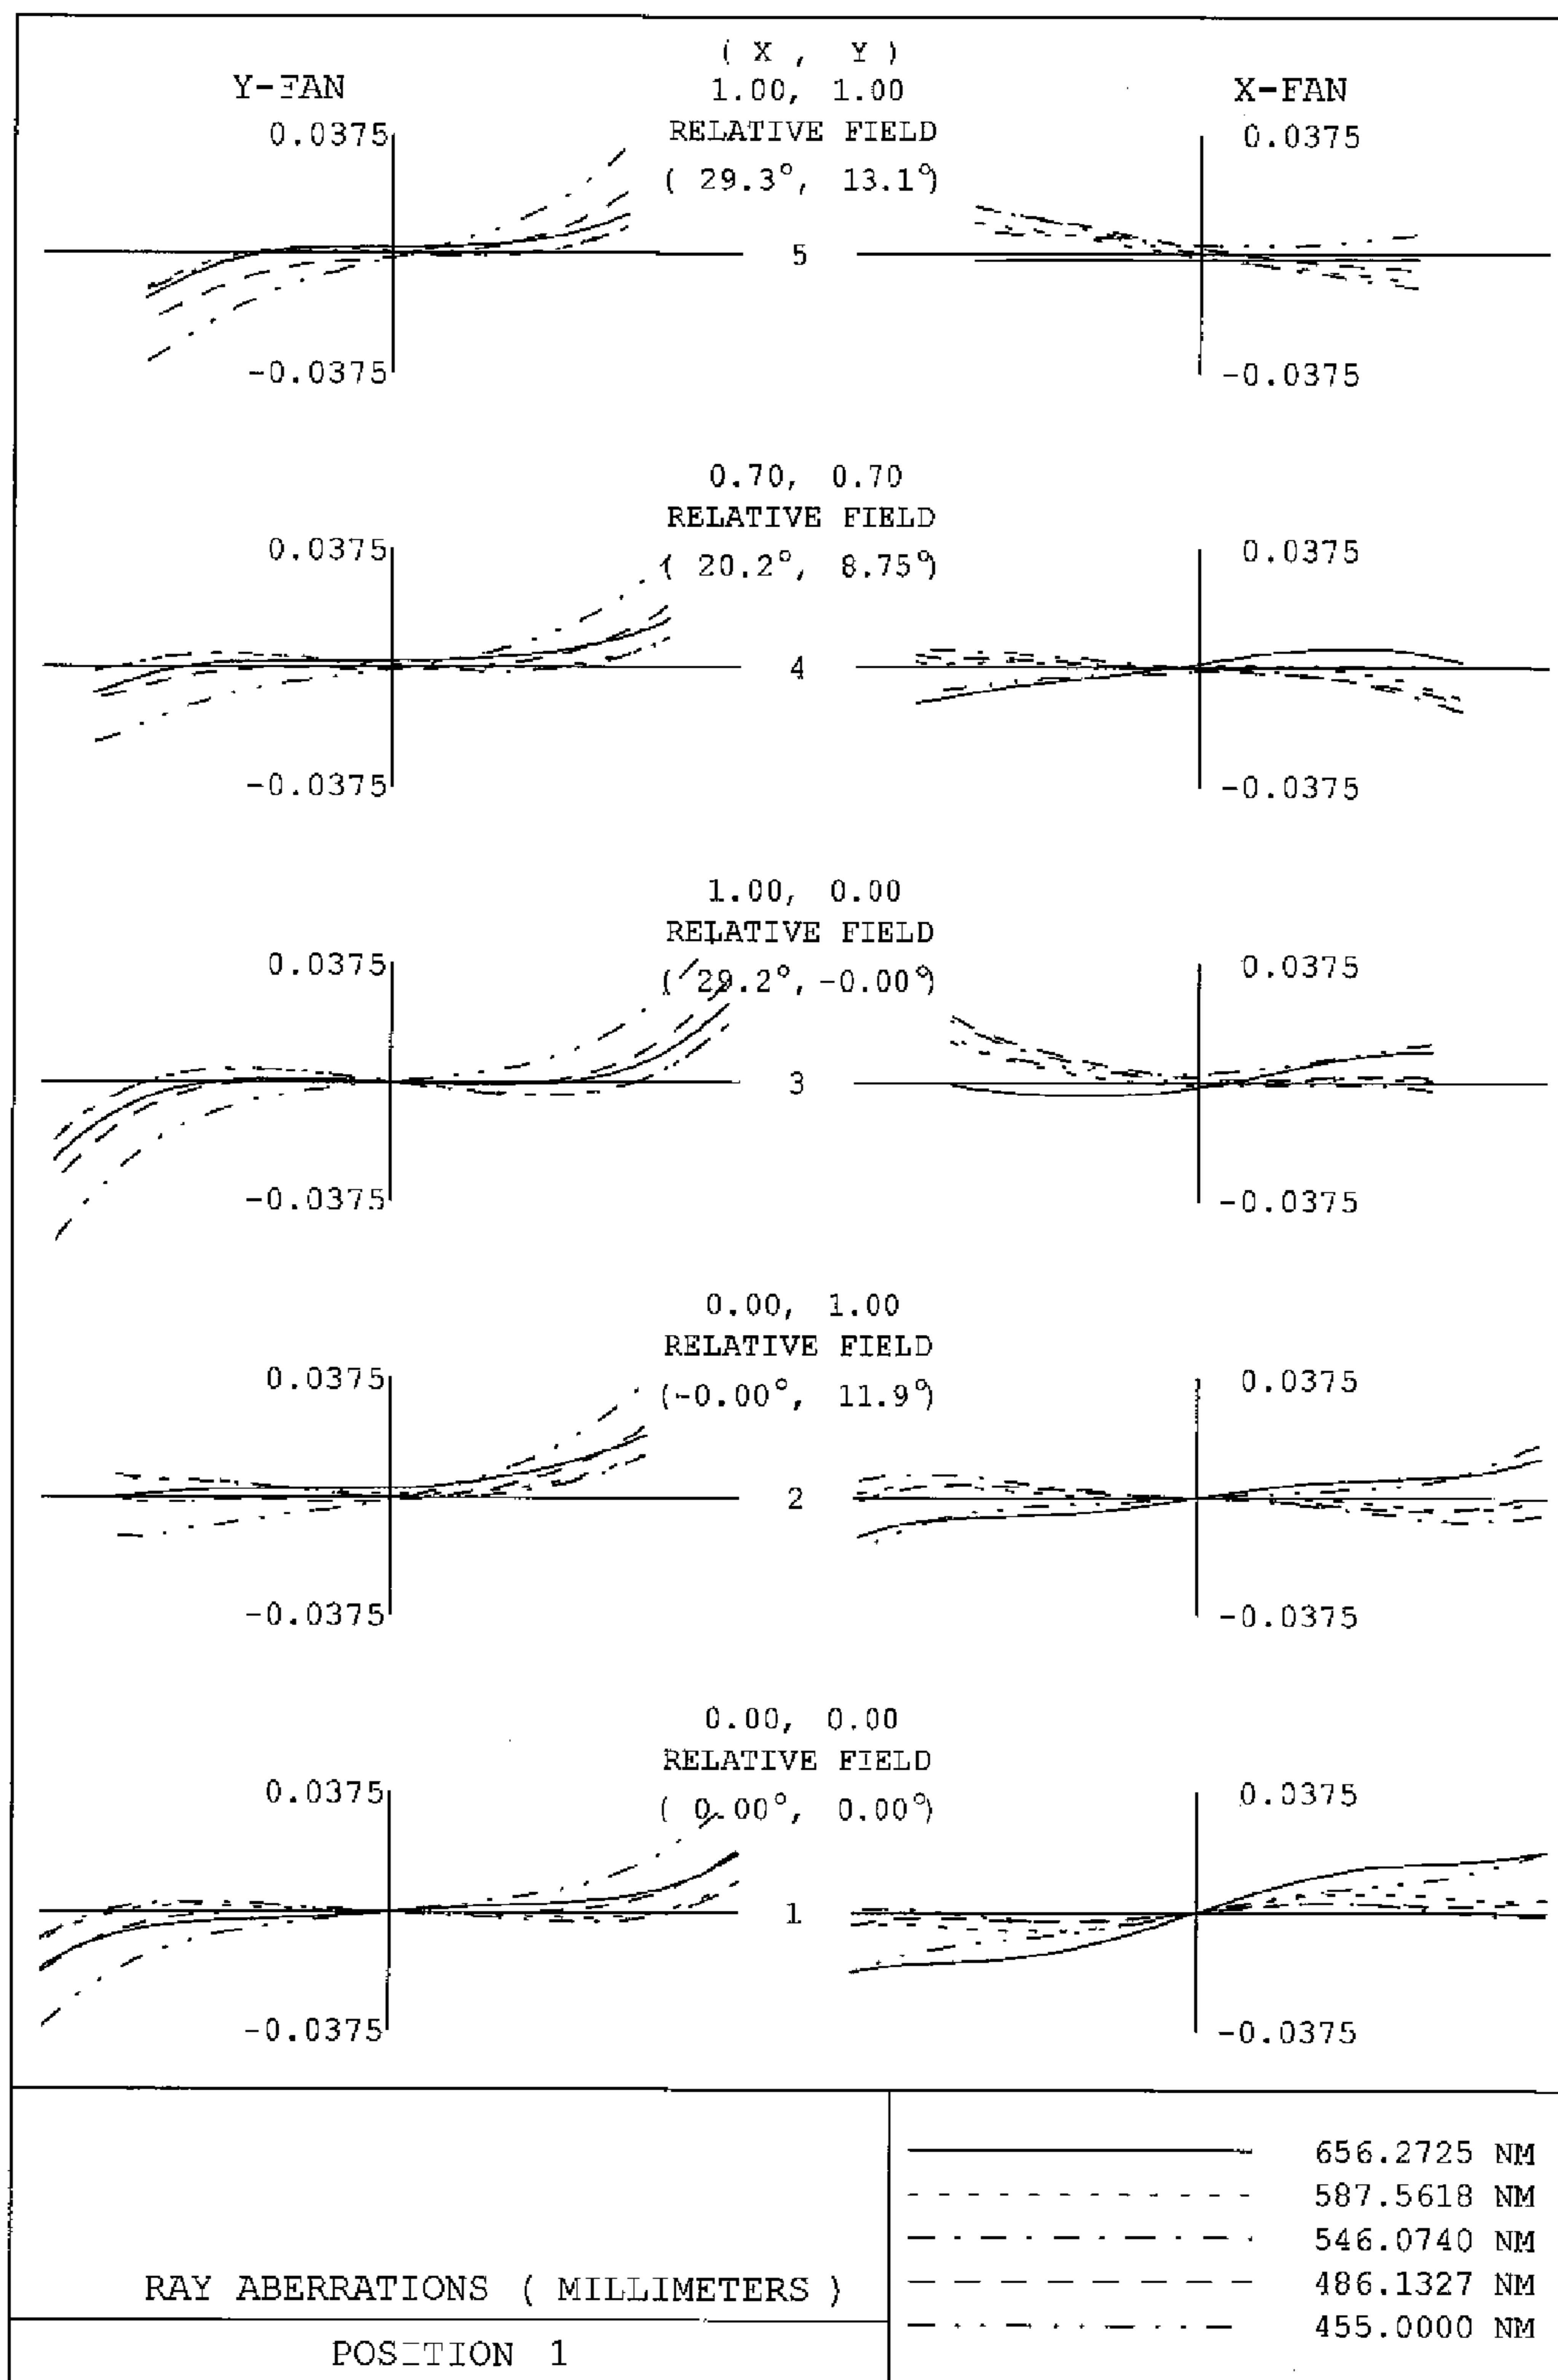 ( X , Y )
Y-FAN 1.00, 1.00 X-FAN
0.0375 RELATIVE FIELD 0.0375
( 29.3°, 13.1°)
5
-0.0375 -0.0375
0.70, 0.70
RELATIVE FIELD
0.0375 ( 20.2°, 8.75°) 0.0375
4
-0.0375 -0.0375
1.00, 0.00
RELATIVE FIELD
0.0375 ( 29.2°, -0.00°) 0.0375
3
-0.0375 -0.0375
0.00, 1.00
RELATIVE FIELD
0.0375 (-0.00°, 11.9°) 0.0375
2
-0.0375 -0.0375
0.00, 0.00
RELATIVE FIELD
0.0375 ( 0.00°, 0.00°) 0.0375
1
-0.0375 -0.0375
656.2725 NM
587.5618 NM
546.0740 NM
486.1327 NM
455.0000 NM
RAY ABERRATIONS ( MILLIMETERS )
POSITION 1